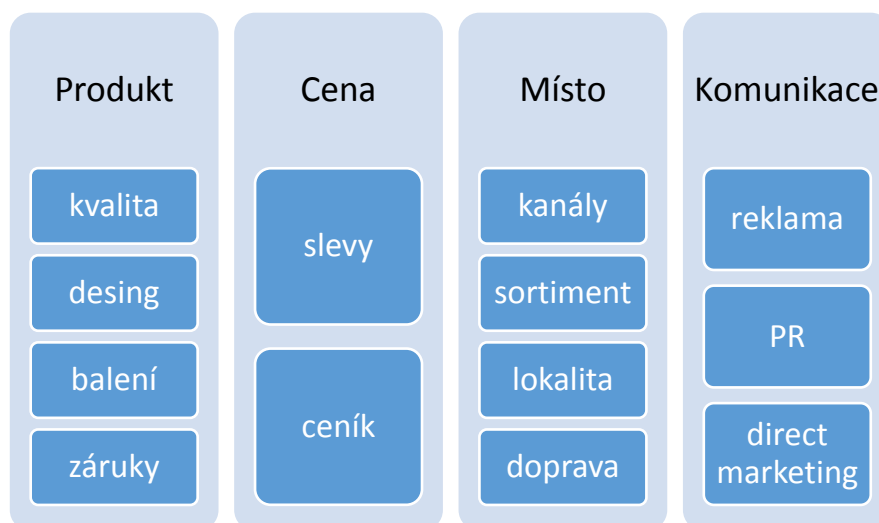 Produkt
kvalita
desing
balení
záruky
Cena
slevy
ceník
Místo
kanály
sortiment
lokalita
doprava
Komunikace
reklama
PR
direct
marketing